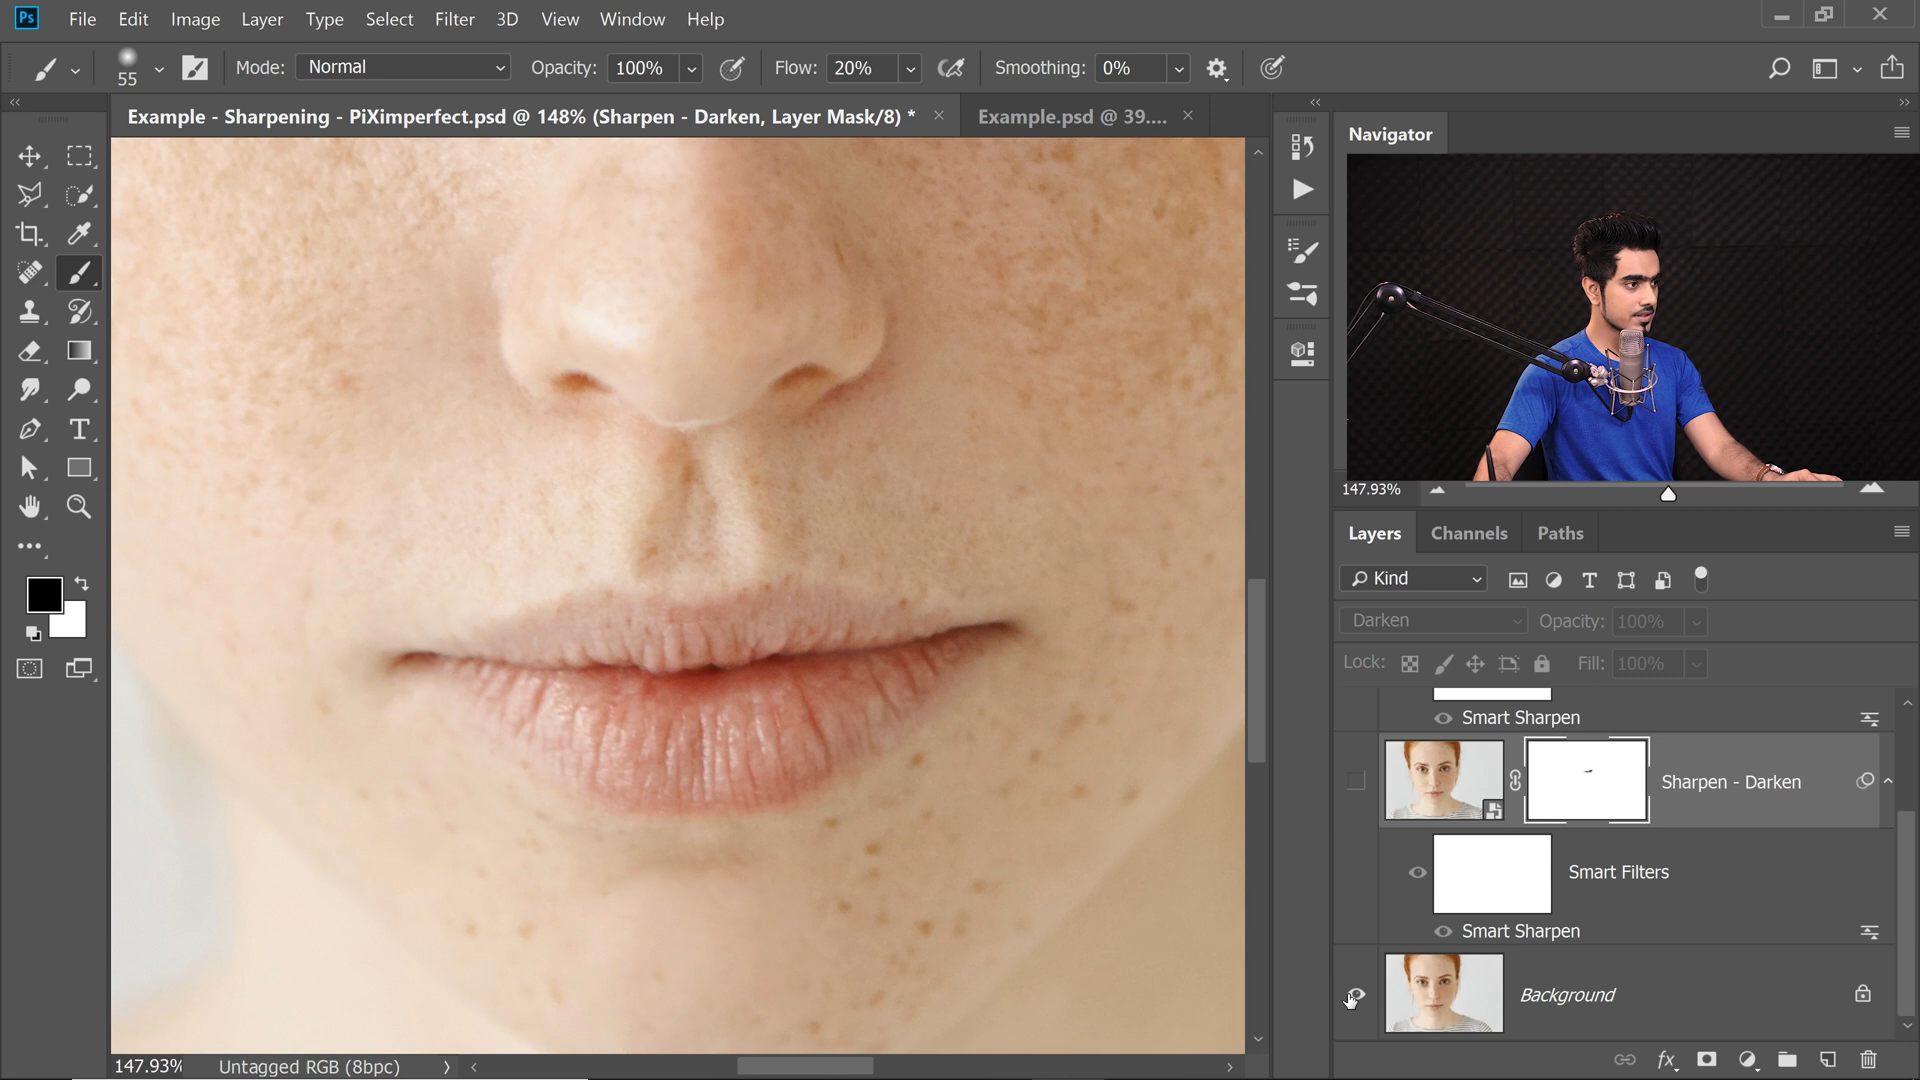 Ps File Edit Image Layer Type Select Filter 3D View Window Help
55 Mode: Normal Opacity: 100% Flow: 20% Smoothing: 0%
Example - Sharpening - PiXimperfect.psd @ 148% (Sharpen - Darken, Layer Mask/8) * Example.psd @ 39....
Navigator
147.93%
Layers Channels Paths
Kind
Darken Opacity: 100%
Lock: Fill: 100%
Smart Sharpen
Sharpen - Darken
Smart Filters
Smart Sharpen
Background
147.93% Untagged RGB (8bpc)